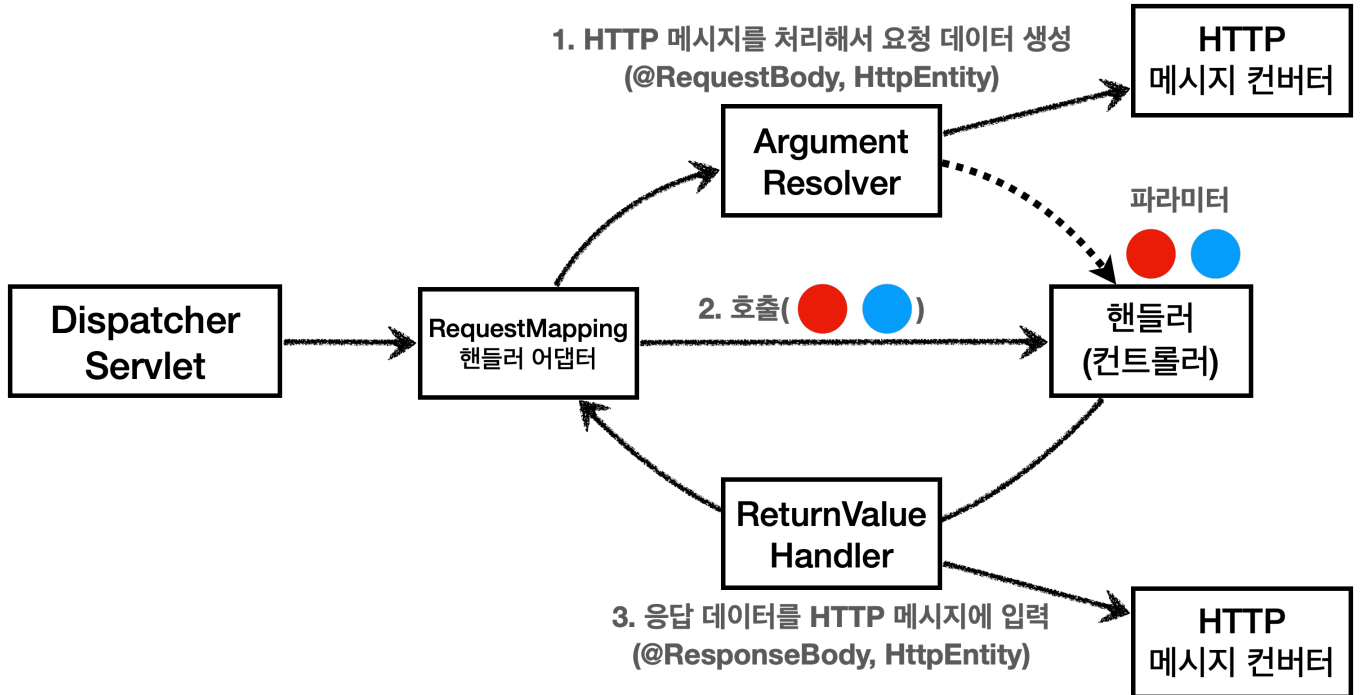 1. HTTP 메시지를 처리해서 요청 데이터 생성
(@RequestBody, HttpEntity)
HTTP
메시지 컨버터
Argument
Resolver
파라미터
Dispatcher
Servlet
RequestMapping
핸들러 어댑터
2. 호출( )
핸들러
(컨트롤러)
ReturnValue
Handler
3. 응답 데이터를 HTTP 메시지에 입력
(@ResponseBody, HttpEntity)
HTTP
메시지 컨버터